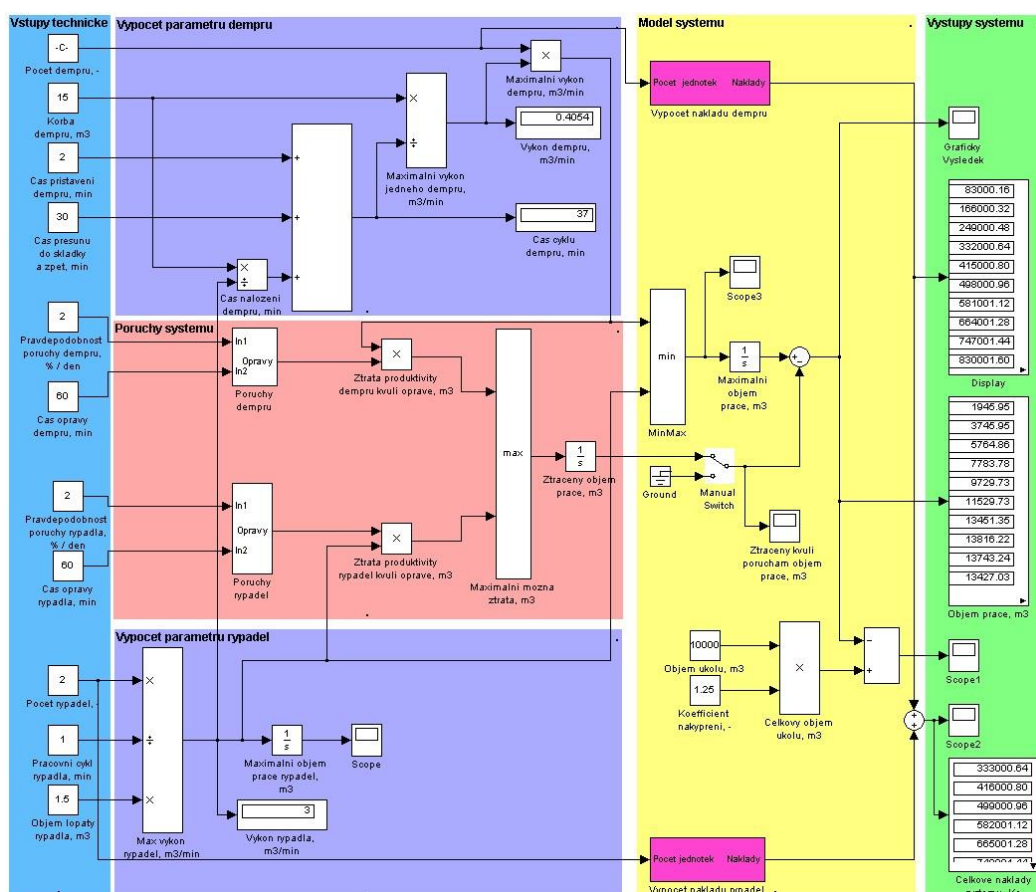 Vstupy technicke
-C-
Pocet dempru, -
15
Korba
dempru, m3
2
Cas pristaveni
dempru, min
30
Cas presunu
do skladky
a zpet, min
2
Pravdepodobnost
poruchy dempru,
% / den
60
Cas opravy
dempru, min
2
Pravdepodobnost
poruchy rypadla,
% / den
60
Cas opravy
rypadla, min
2
Pocet rypadel, -
1
Pracovni cykl
rypadla, min
1.5
Objem lopaty
rypadla, m3
Vypocet parametru dempru
×
Maximalni vykon
dempru, m3/min
×
÷
Maximalni vykon
jedneho dempru,
m3/min
0.4054
Vykon dempru,
m3/min
+
+
+
37
Cas cyklu
dempru, min
×
÷
Cas nalozeni
dempru, min
Poruchy systemu
In1
Opravy
In2
Poruchy
dempru
×
Ztrata produktivity
dempru kvuli oprave, m3
In1
Opravy
In2
Poruchy
rypadel
×
Ztrata produktivity
rypadel kvuli oprave, m3
max
Maximalni mozna
ztrata, m3
1
s
Ztraceny objem
prace, m3
Vypocet parametru rypadel
×
÷
×
Max vykon
rypadel, m3/min
1
s
Maximalni objem
prace rypadel,
m3
Scope
3
Vykon rypadla,
m3/min
Model systemu
Pocet jednotek Naklady
Vypocet nakladu dempru
Scope3
min
MinMax
1
s
Maximalni
objem
prace, m3
+
−
Ground
Manual
Switch
Ztraceny kvuli
porucham objem
prace, m3
10000
Objem ukolu, m3
1.25
Koefficient
nakypreni, -
×
Celkovy objem
ukolu, m3
−
+
+
+
Pocet jednotek Naklady
Vypocet nakladu rypadel
Vystupy systemu
Graficky
Vysledek
83000.16
166000.32
249000.48
332000.64
415000.80
498000.96
581001.12
664001.28
747001.44
830001.60
Display
1945.95
3745.95
5764.86
7783.78
9729.73
11529.73
13451.35
13816.22
13743.24
13427.03
Objem prace, m3
Scope1
Scope2
333000.64
416000.80
499000.96
582001.12
665001.28
Celkove naklady